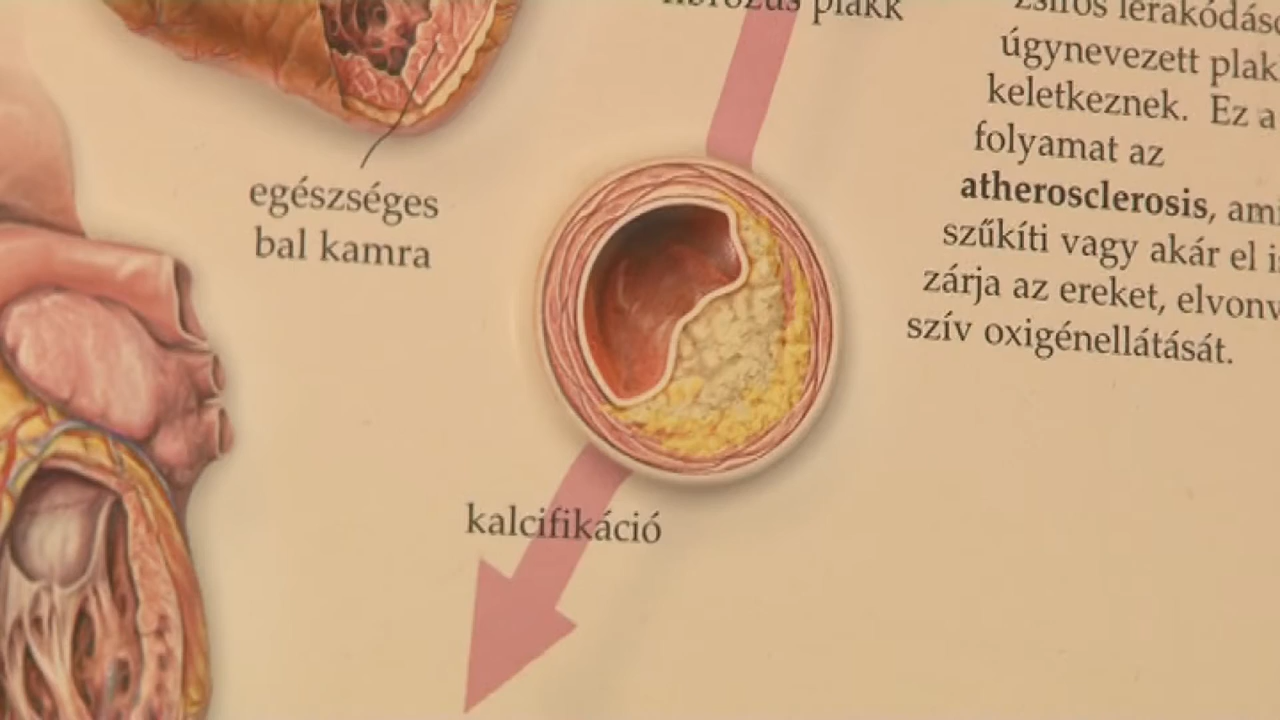 plakk
egészséges
bal kamra
kalcifikáció
úgynevezett
keletkeznek. Ez a
folyamat az
atherosclerosis,
szűkíti vagy akár el
zárja az ereket,
szív oxigénellátását.